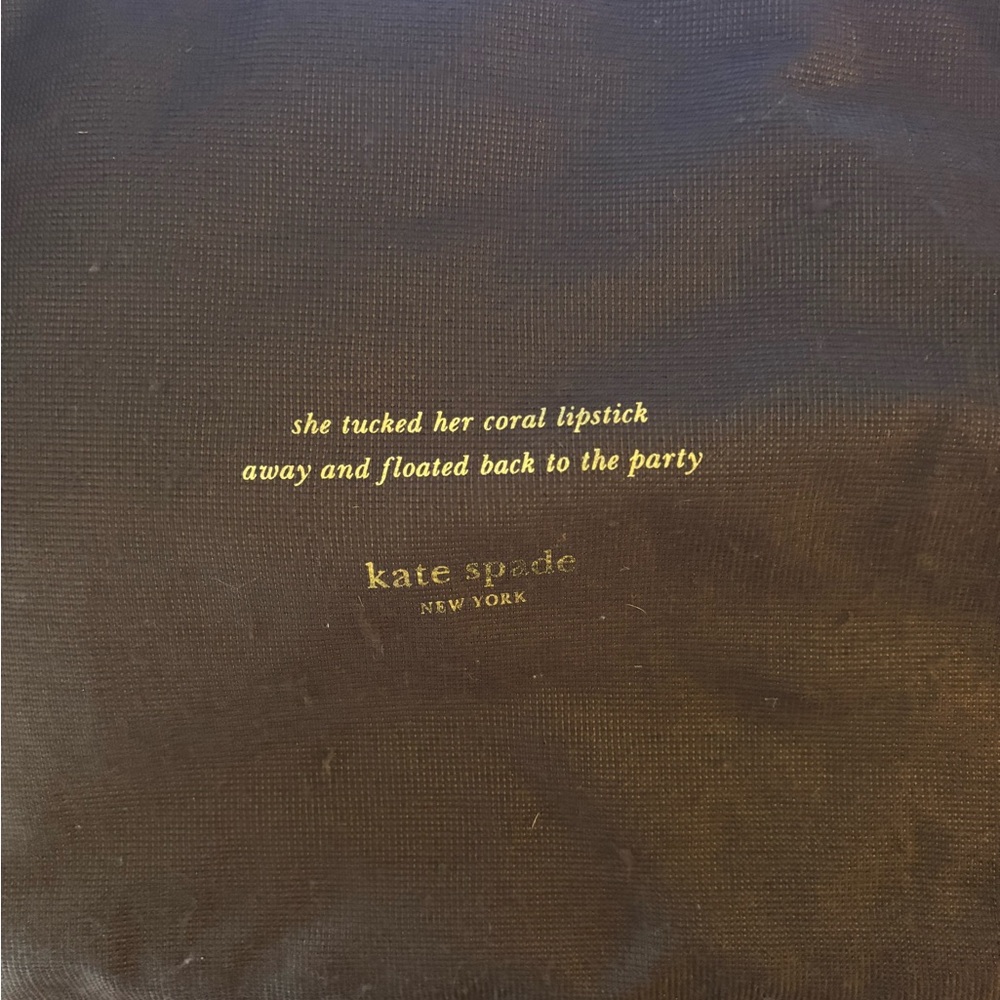 she tucked her coral lipstick
away and floated back to the party
kate spade
NEW YORK